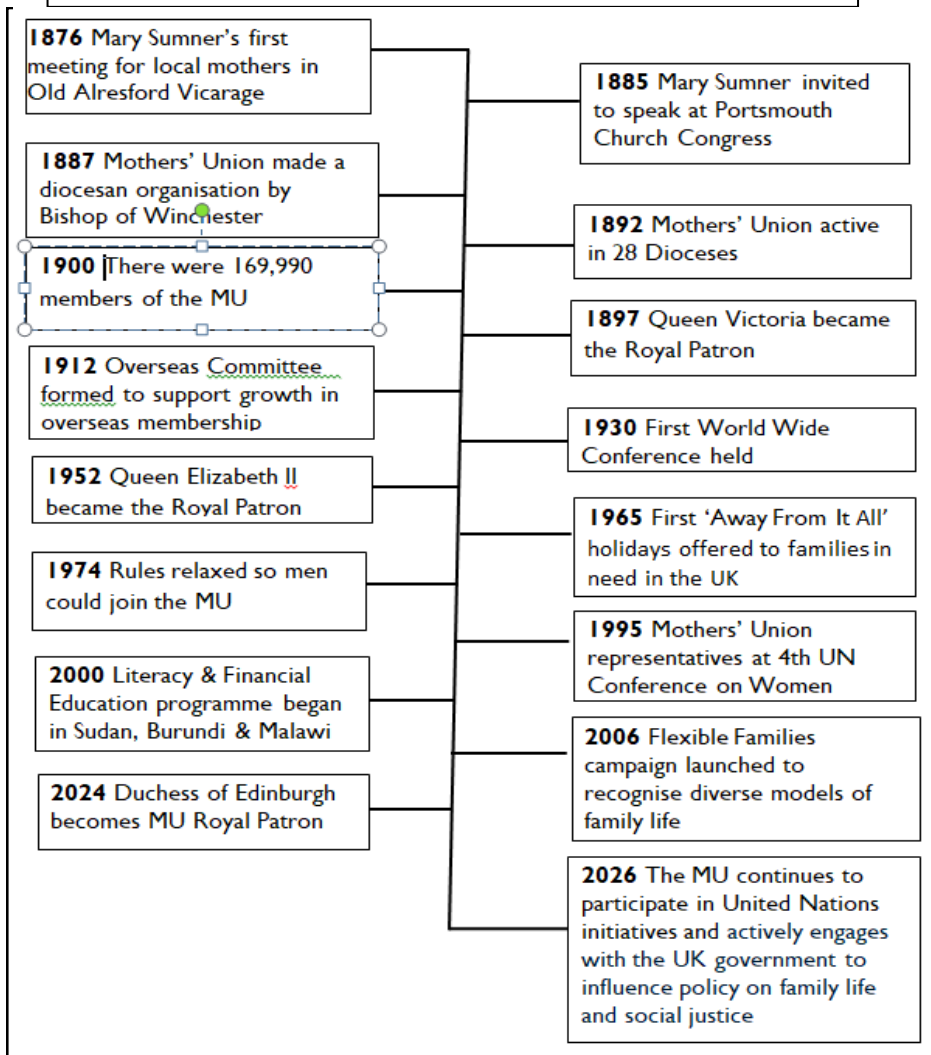 1876 Mary Sumner's first
meeting for local mothers in
Old Alresford Vicarage
1885 Mary Sumner invited
to speak at Portsmouth
Church Congress
1887 Mothers' Union made a
diocesan organisation by
Bishop of Winchester
1892 Mothers' Union active
in 28 Dioceses
1900 There were 169,990
members of the MU
1897 Queen Victoria became
the Royal Patron
1912 Overseas Committee
formed to support growth in
overseas membership
1930 First World Wide
Conference held
1952 Queen Elizabeth II
became the Royal Patron
1965 First 'Away From It All'
holidays offered to families in
need in the UK
1974 Rules relaxed so men
could join the MU
1995 Mothers' Union
representatives at 4th UN
Conference on Women
2000 Literacy & Financial
Education programme began
in Sudan, Burundi & Malawi
2006 Flexible Families
campaign launched to
recognise diverse models of
family life
2024 Duchess of Edinburgh
becomes MU Royal Patron
2026 The MU continues to
participate in United Nations
initiatives and actively engages
with the UK government to
influence policy on family life
and social justice